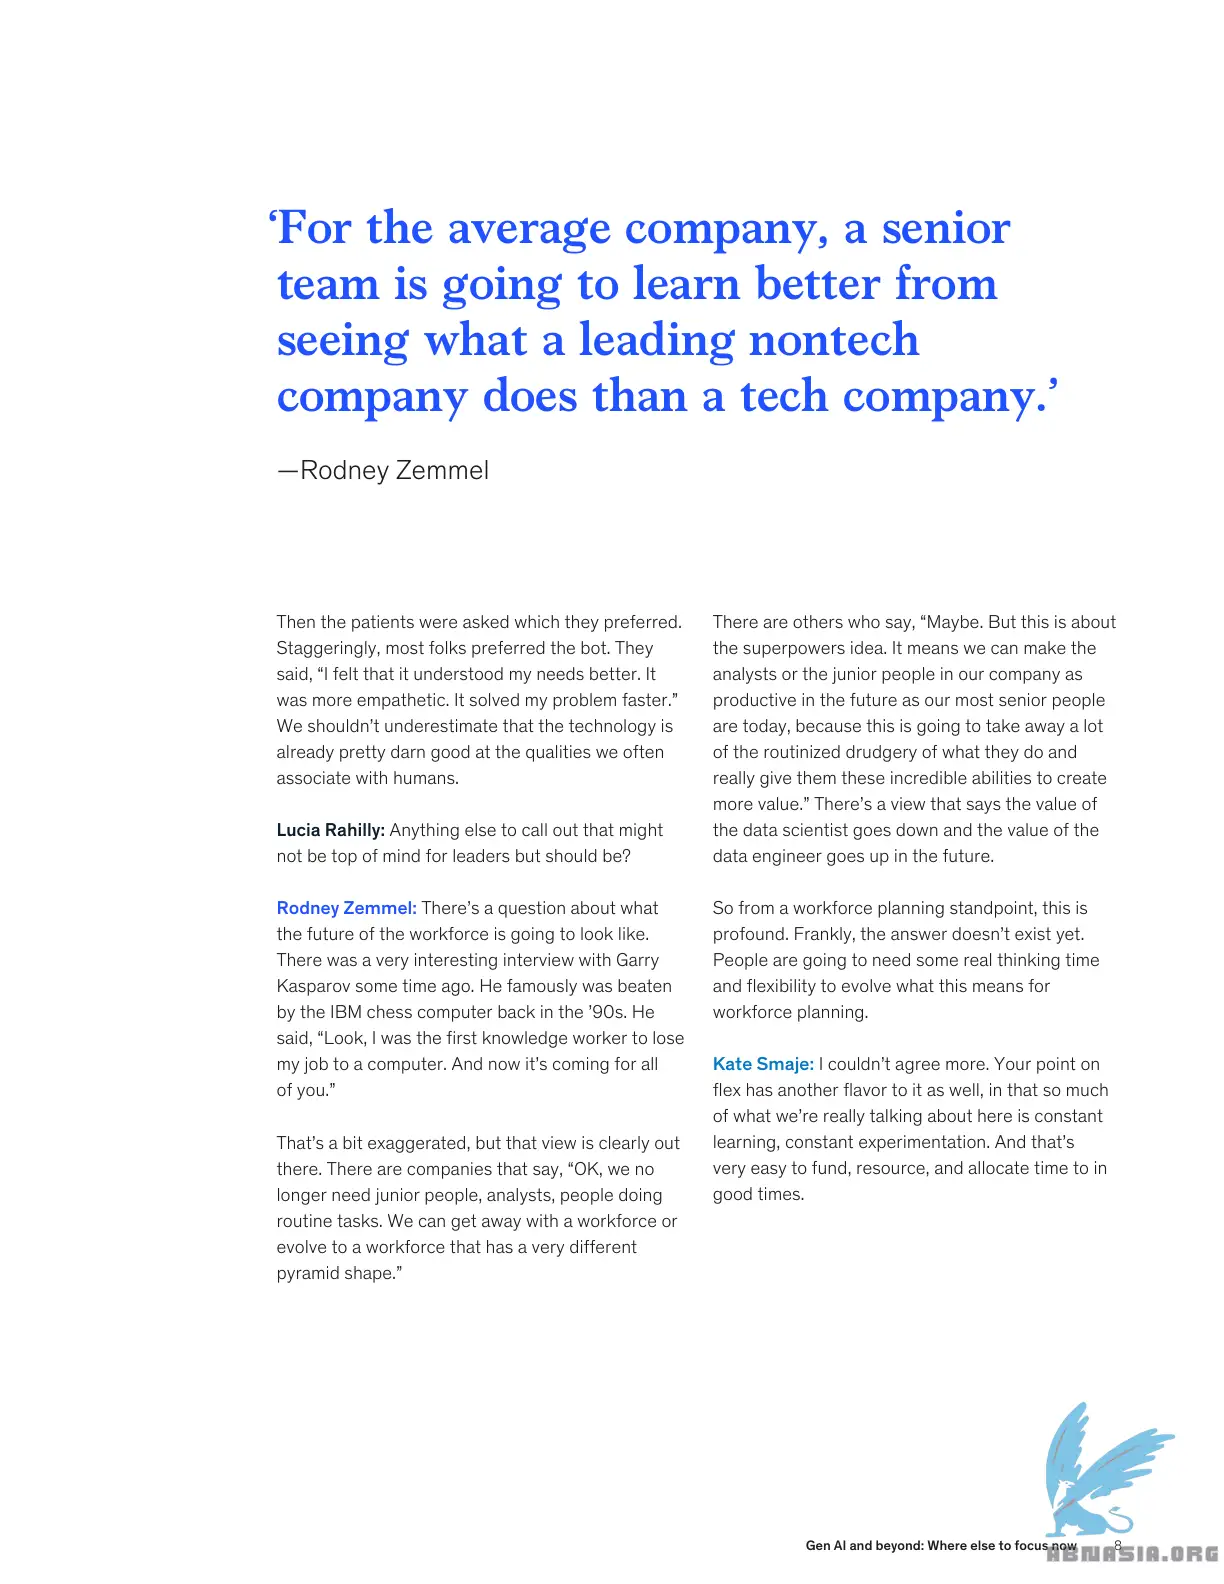 ‘For the average company, a senior
team is going to learn better from
seeing what a leading nontech
company does than a tech company.’
—Rodney Zemmel
Then the patients were asked which they preferred.
Staggeringly, most folks preferred the bot. They
said, “I felt that it understood my needs better. It
was more empathetic. It solved my problem faster.”
We shouldn’t underestimate that the technology is
already pretty darn good at the qualities we often
associate with humans.
Lucia Rahilly: Anything else to call out that might
not be top of mind for leaders but should be?
Rodney Zemmel: There’s a question about what
the future of the workforce is going to look like.
There was a very interesting interview with Garry
Kasparov some time ago. He famously was beaten
by the IBM chess computer back in the ’90s. He
said, “Look, I was the first knowledge worker to lose
my job to a computer. And now it’s coming for all
of you.”
That’s a bit exaggerated, but that view is clearly out
there. There are companies that say, “OK, we no
longer need junior people, analysts, people doing
routine tasks. We can get away with a workforce or
evolve to a workforce that has a very different
pyramid shape.”
There are others who say, “Maybe. But this is about
the superpowers idea. It means we can make the
analysts or the junior people in our company as
productive in the future as our most senior people
are today, because this is going to take away a lot
of the routinized drudgery of what they do and
really give them these incredible abilities to create
more value.” There’s a view that says the value of
the data scientist goes down and the value of the
data engineer goes up in the future.
So from a workforce planning standpoint, this is
profound. Frankly, the answer doesn’t exist yet.
People are going to need some real thinking time
and flexibility to evolve what this means for
workforce planning.
Kate Smaje: I couldn’t agree more. Your point on
flex has another flavor to it as well, in that so much
of what we’re really talking about here is constant
learning, constant experimentation. And that’s
very easy to fund, resource, and allocate time to in
good times.
Gen AI and beyond: Where else to focus now 8
ABNASIA.ORG